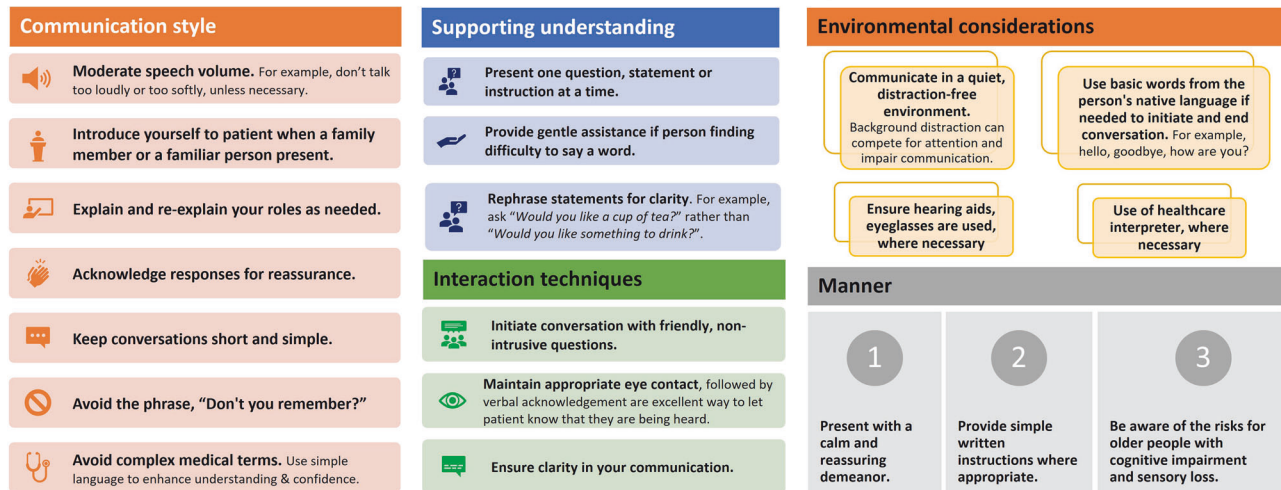 Communication style
Moderate speech volume. For example, don't talk
too loudly or too softly, unless necessary.
Introduce yourself to patient when a family
member or a familiar person present.
Explain and re-explain your roles as needed.
Acknowledge responses for reassurance.
Keep conversations short and simple.
Avoid the phrase, "Don't you remember?"
Avoid complex medical terms. Use simple
language to enhance understanding & confidence.
Supporting understanding
Present one question, statement or
instruction at a time.
Provide gentle assistance if person finding
difficulty to say a word.
Rephrase statements for clarity. For example,
ask "Would you like a cup of tea?" rather than
"Would you like something to drink?".
Interaction techniques
Initiate conversation with friendly, non-
intrusive questions.
Maintain appropriate eye contact, followed by
verbal acknowledgement are excellent way to let
patient know that they are being heard.
Ensure clarity in your communication.
Environmental considerations
Communicate in a quiet,
distraction-free
environment.
Background distraction can
compete for attention and
impair communication.
Use basic words from the
person's native language if
needed to initiate and end
conversation. For example,
hello, goodbye, how are you?
Ensure hearing aids,
eyeglasses are used,
where necessary
Use of healthcare
interpreter, where
necessary
Manner
1
Present with a
calm and
reassuring
demeanor.
2
Provide simple
written
instructions where
appropriate.
3
Be aware of the risks for
older people with
cognitive impairment
and sensory loss.